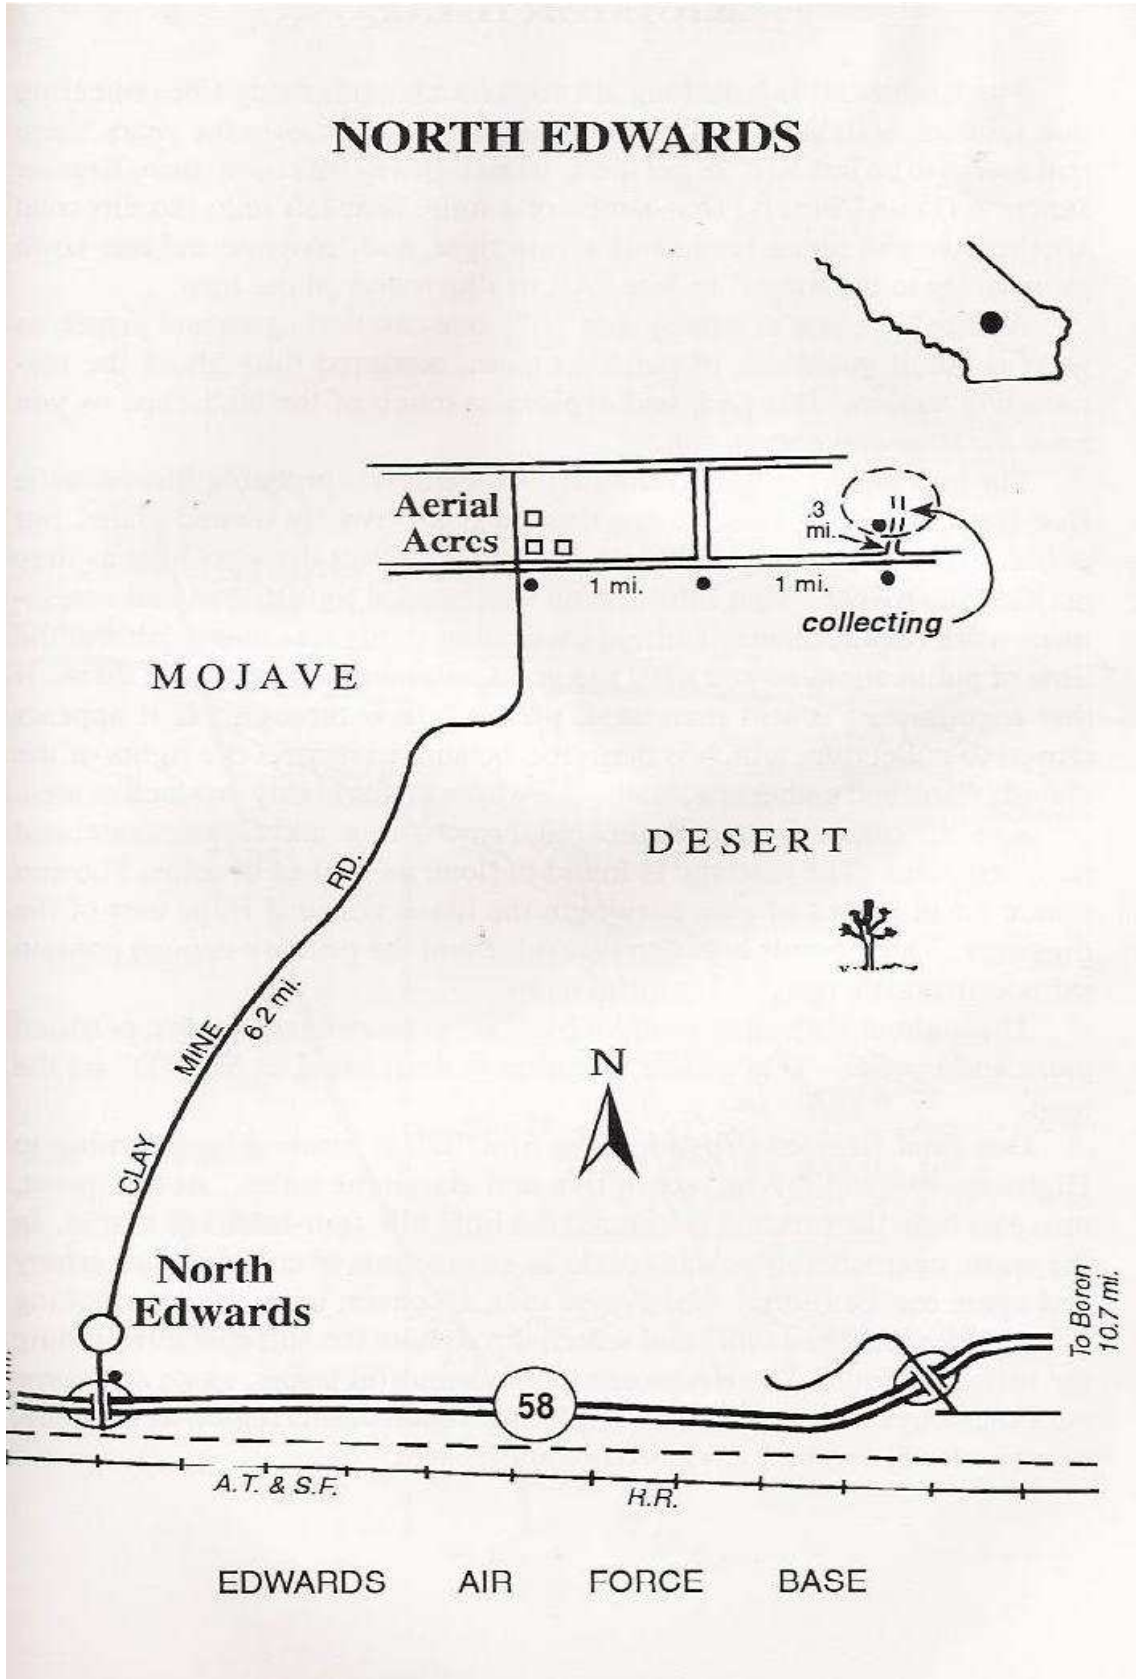 NORTH EDWARDS
Aerial
Acres
.3
mi.
1 mi.
1 mi.
collecting
MOJAVE
DESERT
RD.
6.2 mi.
MINE
CLAY
N
North
Edwards
To Boron
10.7 mi.
58
A.T. & S.F.
R.R.
EDWARDS AIR FORCE BASE